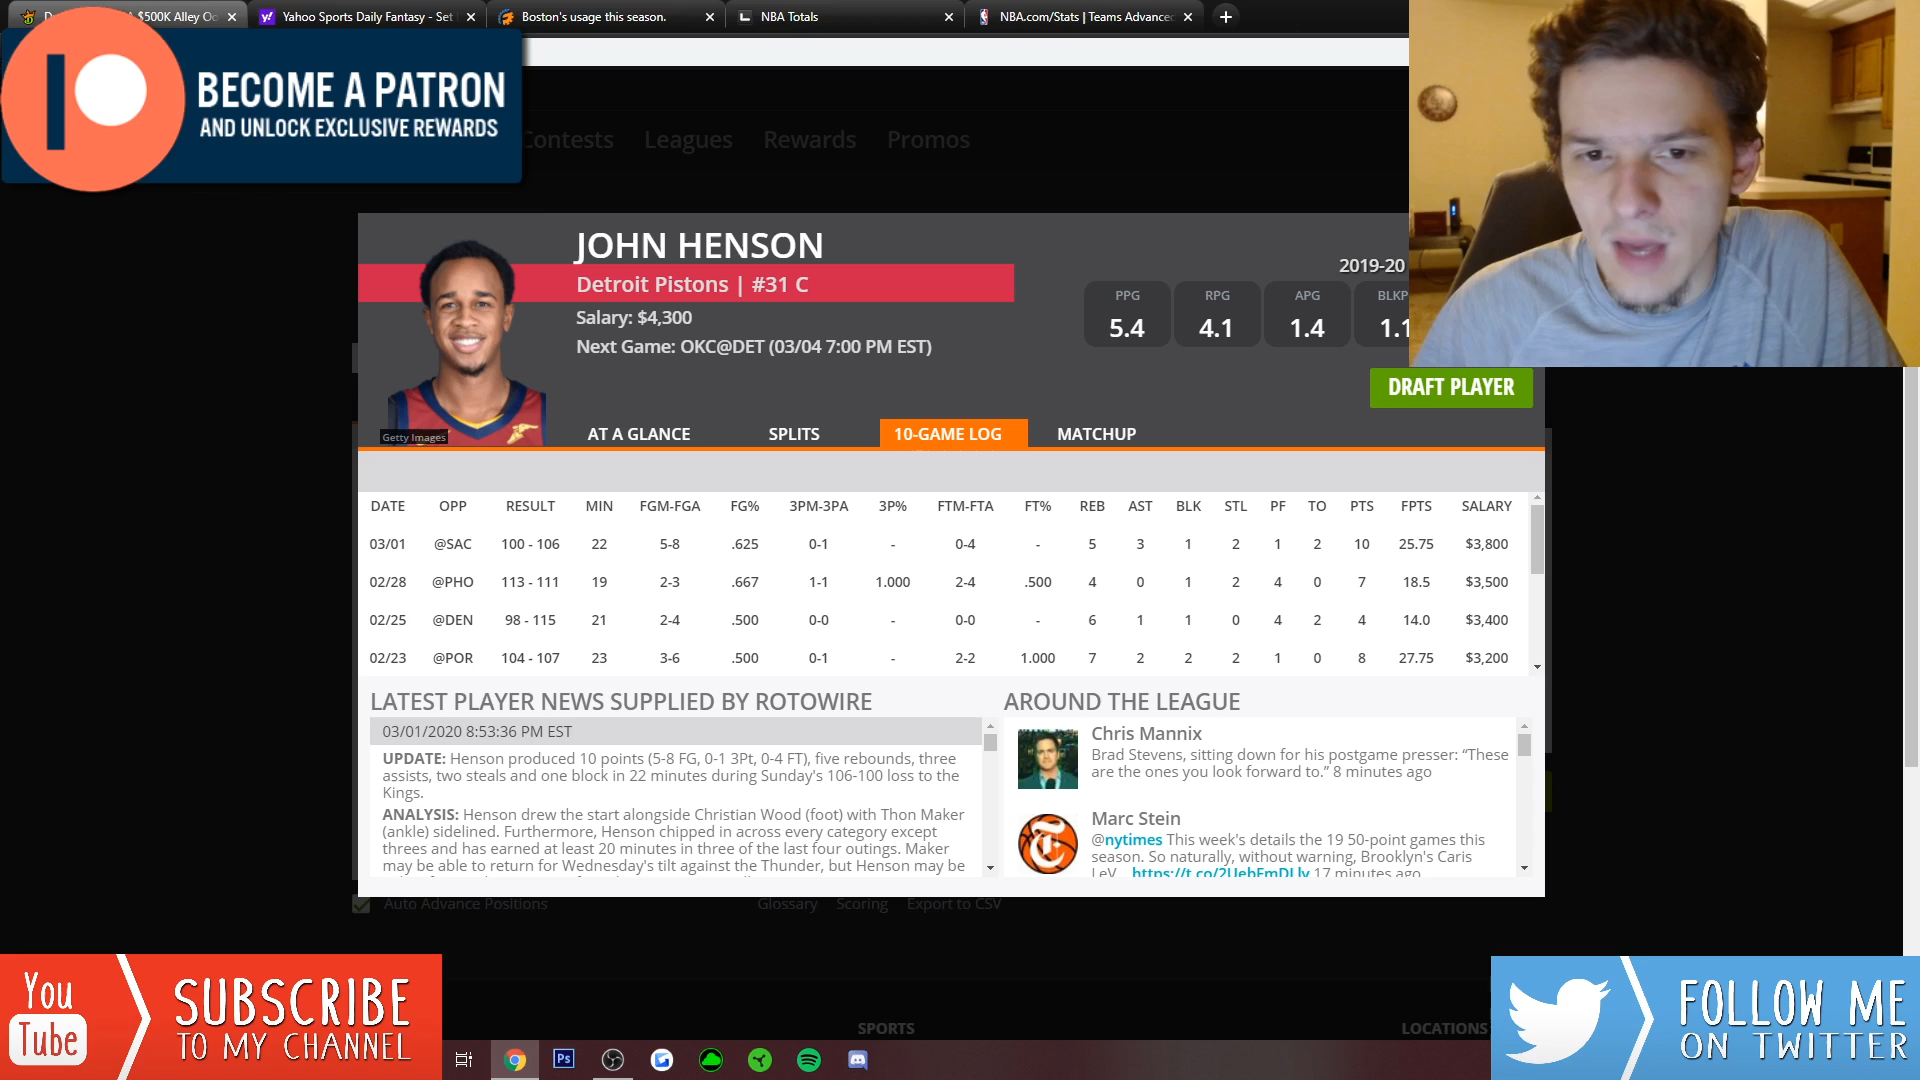 $500K Alley Oo
Yahoo Sports Daily Fantasy - Set
Boston's usage this season.
NBA Totals
NBA.com/Stats | Teams Advanced
BECOME A PATRON
AND UNLOCK EXCLUSIVE REWARDS
Contests Leagues Rewards Promos
JOHN HENSON
Detroit Pistons | #31 C
Salary: $4,300
Next Game: OKC@DET (03/04 7:00 PM EST)
2019-20
PPG RPG APG BLKP
5.4 4.1 1.4 1.1
DRAFT PLAYER
Getty Images
AT A GLANCE SPLITS 10-GAME LOG MATCHUP
DATE OPP RESULT MIN FGM-FGA FG% 3PM-3PA 3P% FTM-FTA FT% REB AST BLK STL PF TO PTS FPTS SALARY
03/01 @SAC 100 - 106 22 5-8 .625 0-1 - 0-4 - 5 3 1 2 1 2 10 25.75 $3,800
02/28 @PHO 113 - 111 19 2-3 .667 1-1 1.000 2-4 .500 4 0 1 2 4 0 7 18.5 $3,500
02/25 @DEN 98 - 115 21 2-4 .500 0-0 - 0-0 - 6 1 1 0 4 2 4 14.0 $3,400
02/23 @POR 104 - 107 23 3-6 .500 0-1 - 2-2 1.000 7 2 2 2 1 0 8 27.75 $3,200
LATEST PLAYER NEWS SUPPLIED BY ROTOWIRE
03/01/2020 8:53:36 PM EST
UPDATE: Henson produced 10 points (5-8 FG, 0-1 3Pt, 0-4 FT), five rebounds, three
assists, two steals and one block in 22 minutes during Sunday's 106-100 loss to the
Kings.
ANALYSIS: Henson drew the start alongside Christian Wood (foot) with Thon Maker
(ankle) sidelined. Furthermore, Henson chipped in across every category except
threes and has earned at least 20 minutes in three of the last four outings. Maker
may be able to return for Wednesday's tilt against the Thunder, but Henson may be
AROUND THE LEAGUE
Chris Mannix
Brad Stevens, sitting down for his postgame presser: “These
are the ones you look forward to.” 8 minutes ago
Marc Stein
@nytimes This week's details the 19 50-point games this
season. So naturally, without warning, Brooklyn's Caris
LeV... https://t.co/2UebFmDLly 17 minutes ago
Auto Advance Positions
Glossary Scoring Export to CSV
SPORTS
LOCATIONS
You
Tube
SUBSCRIBE
TO MY CHANNEL
Ps
FOLLOW ME
ON TWITTER